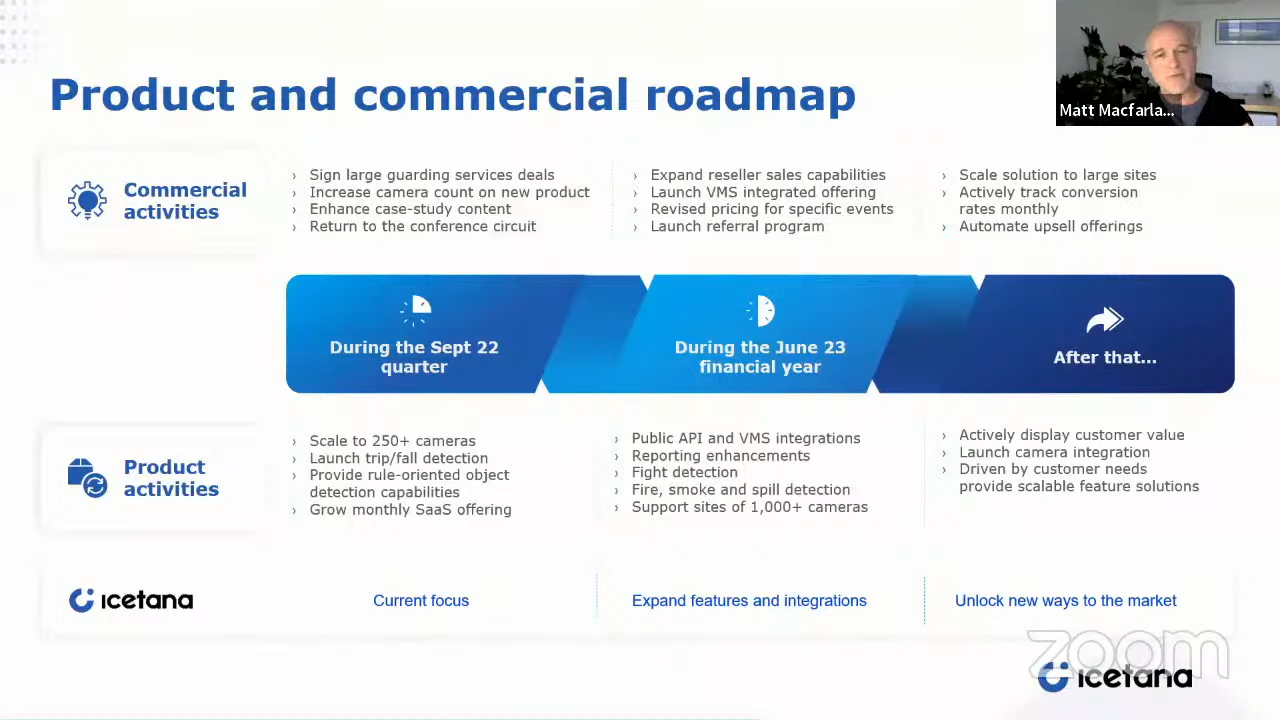 Product and commercial roadmap
Matt Macfarla...
Commercial
activities
› Sign large guarding services deals
› Increase camera count on new product
› Enhance case-study content
› Return to the conference circuit
› Expand reseller sales capabilities
› Launch VMS integrated offering
› Revised pricing for specific events
› Launch referral program
› Scale solution to large sites
› Actively track conversion
rates monthly
› Automate upsell offerings
During the Sept 22
quarter
During the June 23
financial year
After that...
Product
activities
› Scale to 250+ cameras
› Launch trip/fall detection
› Provide rule-oriented object
detection capabilities
› Grow monthly SaaS offering
› Public API and VMS integrations
› Reporting enhancements
› Fight detection
› Fire, smoke and spill detection
› Support sites of 1,000+ cameras
› Actively display customer value
› Launch camera integration
› Driven by customer needs
provide scalable feature solutions
icetana
Current focus
Expand features and integrations
Unlock new ways to the market
zoom
icetana